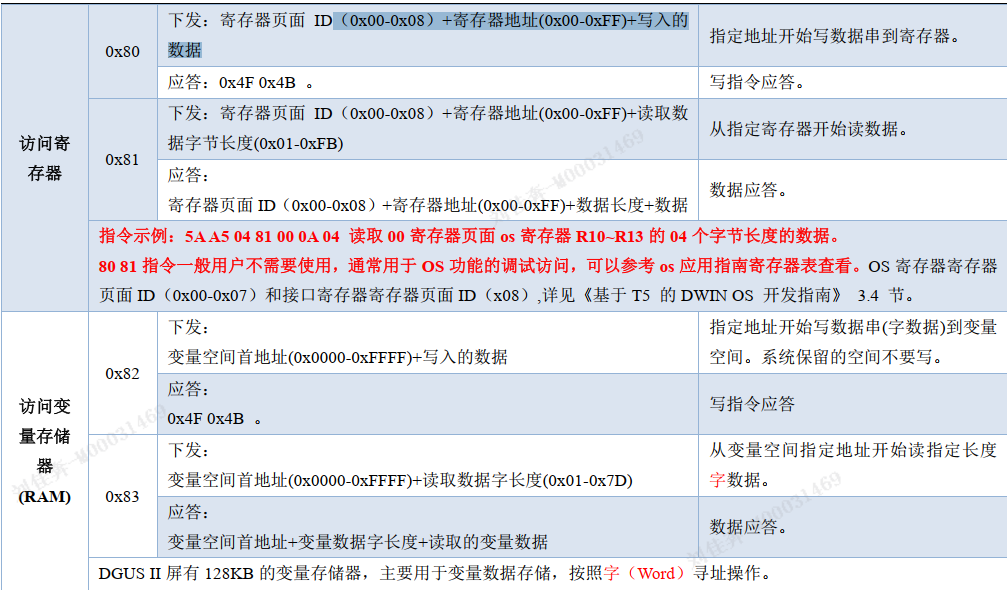 访问寄
存器
0x80
下发：寄存器页面 ID（0x00-0x08）+寄存器地址(0x00-0xFF)+写入的
数据
指定地址开始写数据串到寄存器。
应答：0x4F 0x4B 。
写指令应答。
0x81
下发：寄存器页面 ID（0x00-0x08）+寄存器地址(0x00-0xFF)+读取数
据字节长度(0x01-0xFB)
从指定寄存器开始读数据。
应答：
寄存器页面 ID（0x00-0x08）+寄存器地址(0x00-0xFF)+数据长度+数据
数据应答。
指令示例：5A A5 04 81 00 0A 04 读取 00 寄存器页面 os 寄存器 R10~R13 的 04 个字节长度的数据。
80 81 指令一般用户不需要使用，通常用于 OS 功能的调试访问，可以参考 os 应用指南寄存器表查看。OS 寄存器寄存器
页面 ID（0x00-0x07）和接口寄存器寄存器页面 ID（x08）,详见《基于 T5 的 DWIN OS 开发指南》 3.4 节。
访问变
量存储
器
(RAM)
0x82
下发：
变量空间首地址(0x0000-0xFFFF)+写入的数据
指定地址开始写数据串(字数据)到变量
空间。系统保留的空间不要写。
应答：
0x4F 0x4B 。
写指令应答
0x83
下发：
变量空间首地址(0x0000-0xFFFF)+读取数据字长度(0x01-0x7D)
从变量空间指定地址开始读指定长度
字数据。
应答：
变量空间首地址+变量数据字长度+读取的变量数据
数据应答。
DGUS II 屏有 128KB 的变量存储器，主要用于变量数据存储，按照字（Word）寻址操作。